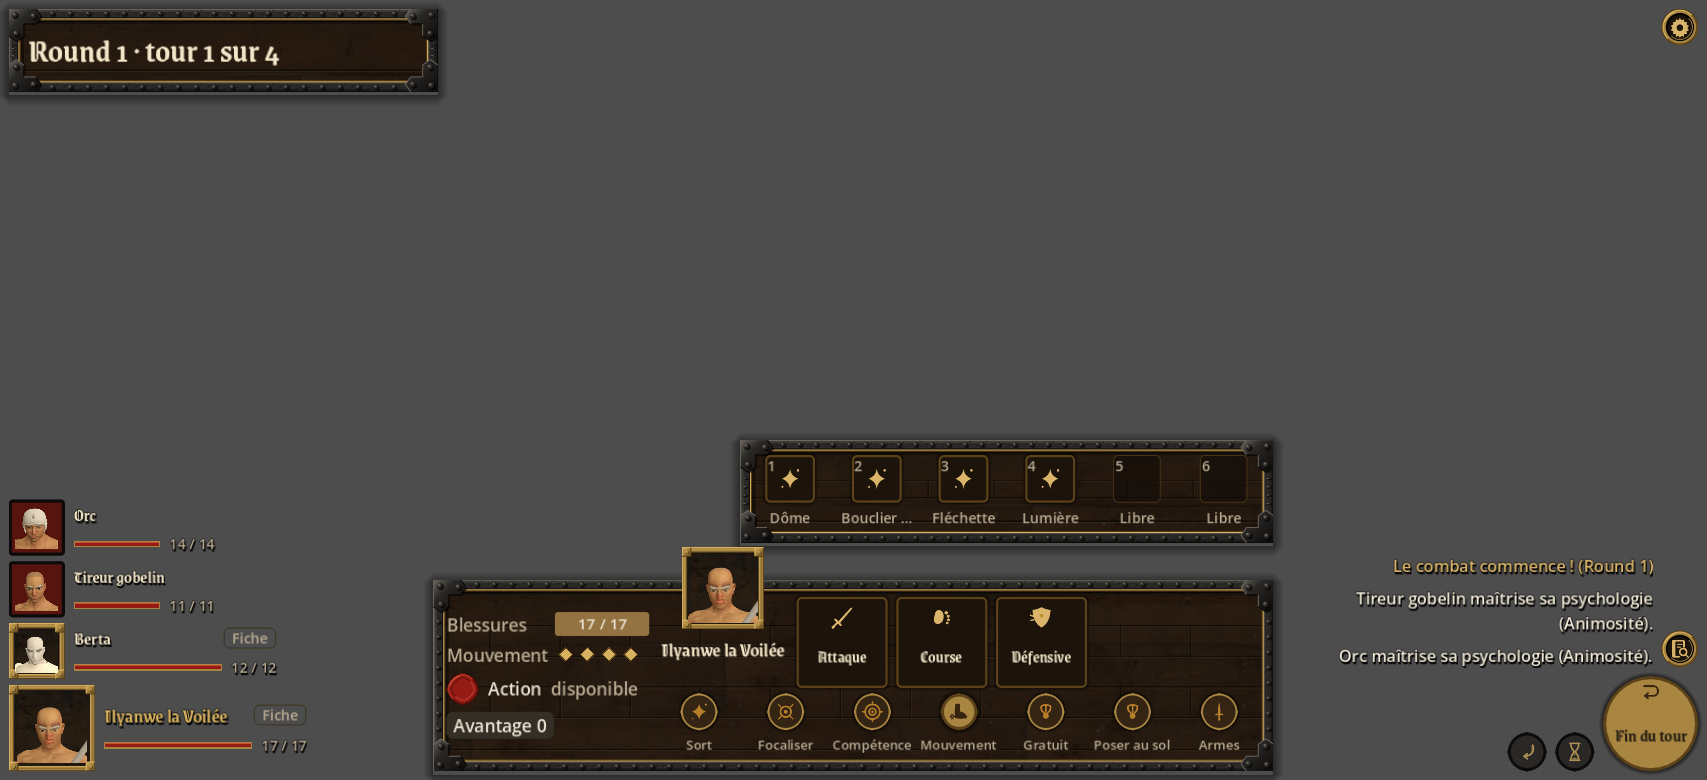 Round 1 · tour 1 sur 4
1
2
3
4
5
6
Dôme
Bouclier ...
Fléchette
Lumière
Libre
Libre
Orc
14 / 14
Tireur gobelin
11 / 11
Berta
Fiche
12 / 12
Ilyanwe la Voilée
Fiche
17 / 17
Blessures
17 / 17
Mouvement
Action disponible
Avantage 0
Ilyanwe la Voilée
Attaque
Course
Défensive
Sort
Focaliser
Compétence
Mouvement
Gratuit
Poser au sol
Armes
Le combat commence ! (Round 1)
Tireur gobelin maîtrise sa psychologie
(Animosité).
Orc maîtrise sa psychologie (Animosité).
Fin du tour